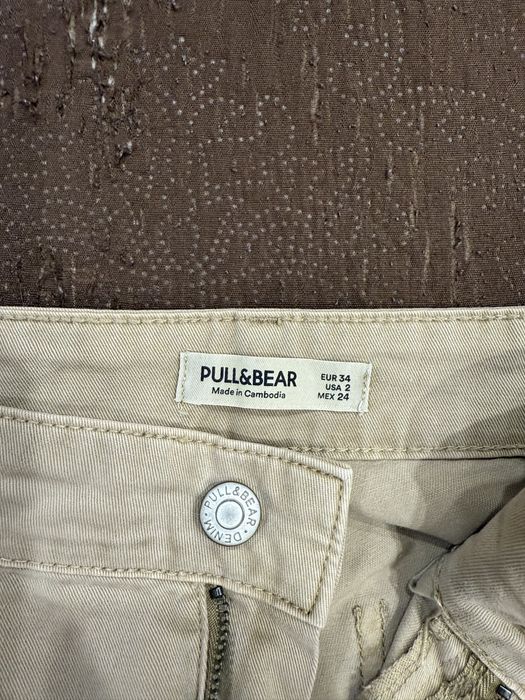 PULL&BEAR
Made in Cambodia
EUR 34
USA 2
MEX 24
PULL&BEAR · DENIM ·